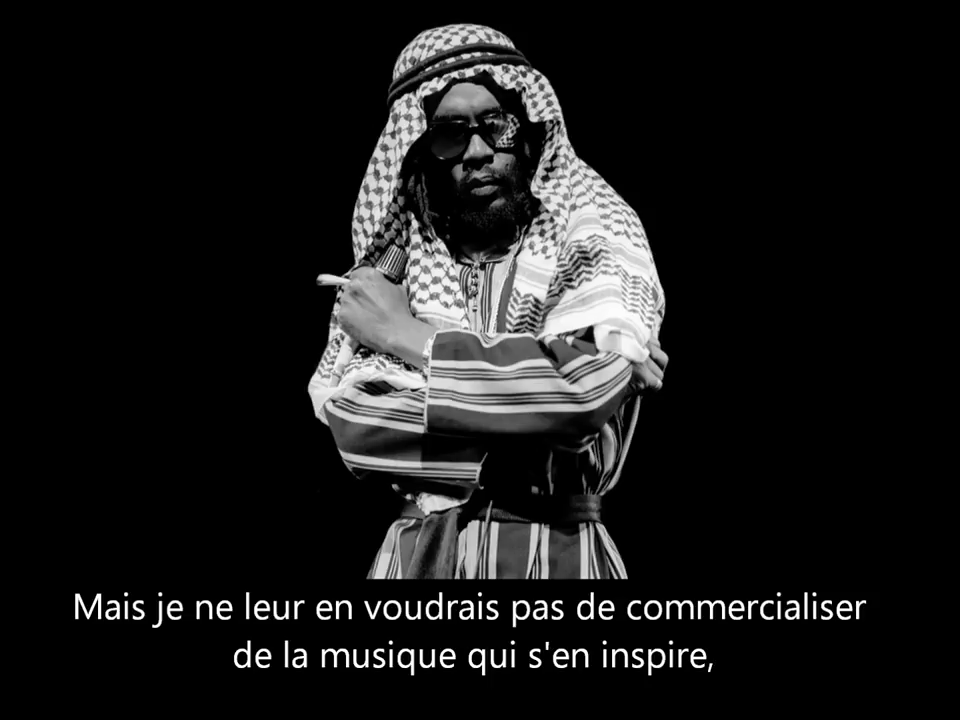 Mais je ne leur en voudrais pas de commercialiser
de la musique qui s'en inspire,